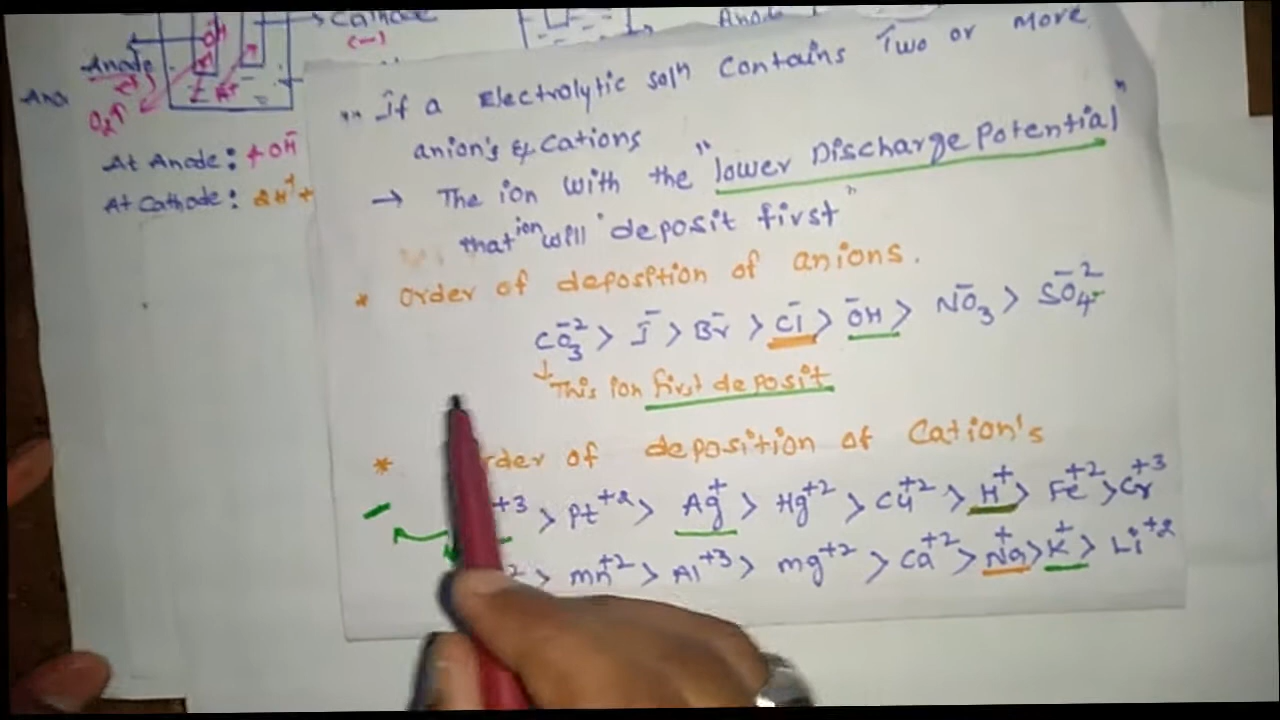 Cathode
(-)
Anode
(+)
Ano
O₂↑
Anode
At Anode: 4OH⁻
At Cathode: 2H⁺+
"" If a Electrolytic solⁿ Contains Two or more
anion's & Cations
→ The ion with the "lower Discharge Potential"
that ion will "deposit first"
* Order of deposition of anions.
CO₃⁻² > I⁻ > Br⁻ > Cl⁻ > OH⁻ > NO₃⁻ > SO₄⁻²
↓ This ion first deposit
* rder of deposition of Cation's
+3 > Pt⁺² > Ag⁺ > Hg⁺² > Cu⁺² > H⁺ > Fe⁺² > Cr⁺³
2 > mn⁺² > Al⁺³ > mg⁺² > Ca⁺² > Na⁺ > K⁺ > Li⁺²